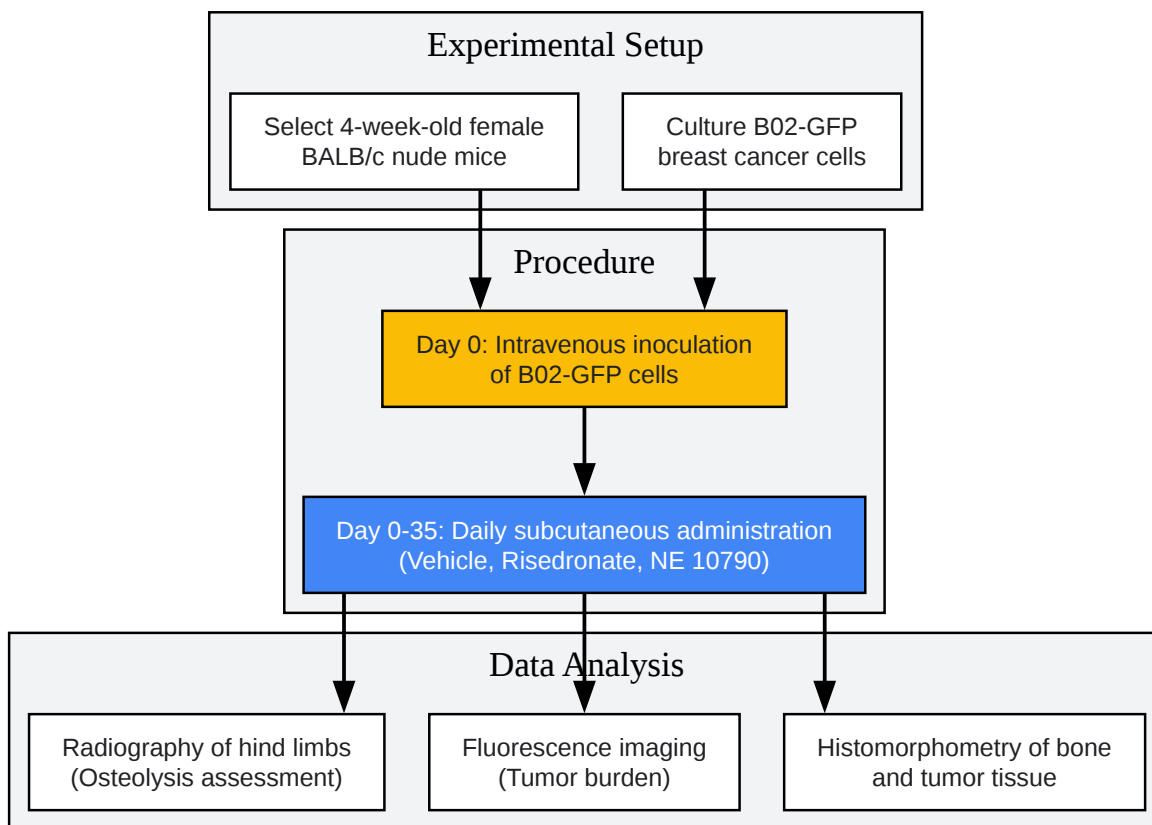 Experimental Setup
Select 4-week-old female
BALB/c nude mice
Culture B02-GFP
breast cancer cells
Procedure
Day 0: Intravenous inoculation
of B02-GFP cells
Day 0-35: Daily subcutaneous administration
(Vehicle, Risedronate, NE 10790)
Data Analysis
Radiography of hind limbs
(Osteolysis assessment)
Fluorescence imaging
(Tumor burden)
Histomorphometry of bone
and tumor tissue